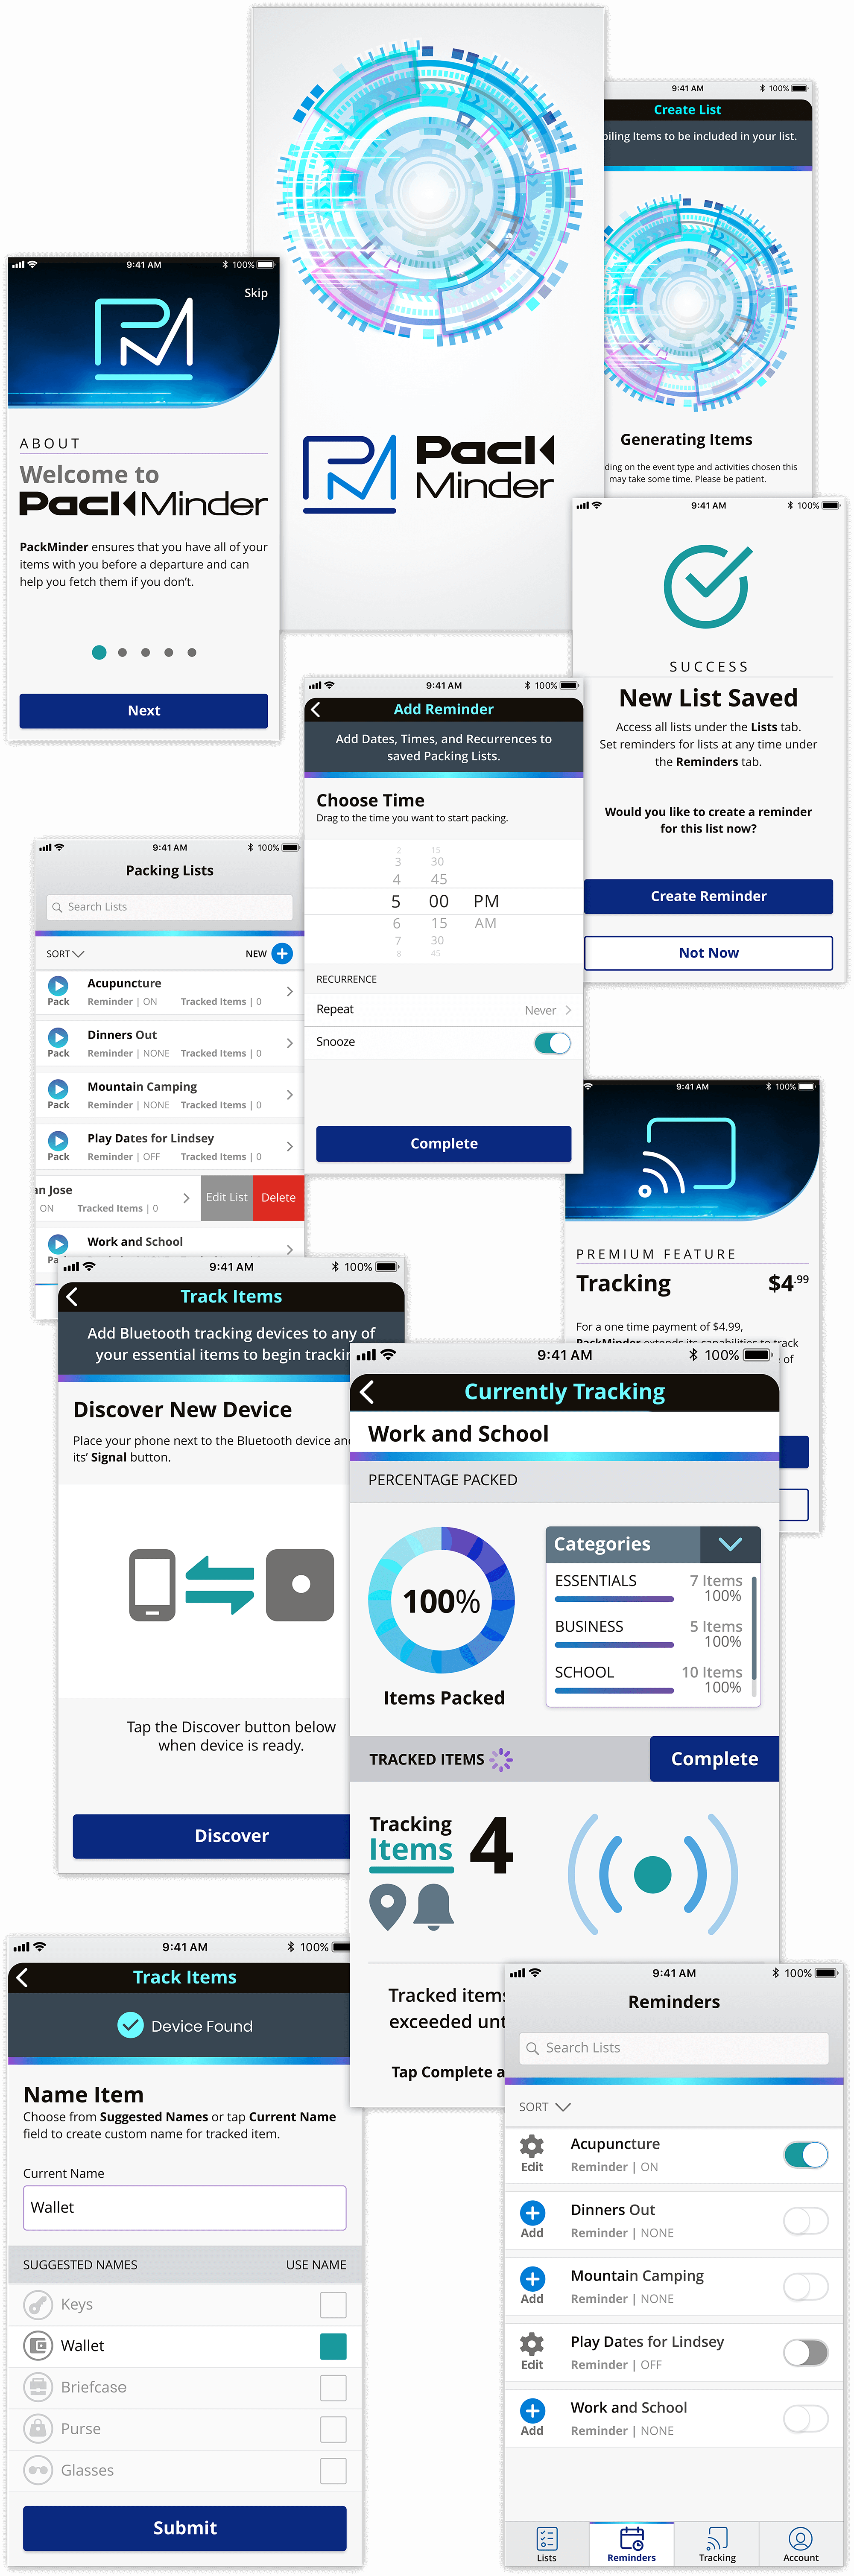 PM Pack
Minder
9:41 AM 100%
Create List
piling Items to be included in your list.
Generating Items
ding on the event type and activities chosen this
may take some time. Please be patient.
9:41 AM 100%
Skip
PM
ABOUT
Welcome to
PackMinder
PackMinder ensures that you have all of your
items with you before a departure and can
help you fetch them if you don't.
Next
9:41 AM 100%
SUCCESS
New List Saved
Access all lists under the Lists tab.
Set reminders for lists at any time under
the Reminders tab.
Would you like to create a reminder
for this list now?
Create Reminder
Not Now
9:41 AM 100%
Add Reminder
Add Dates, Times, and Recurrences to
saved Packing Lists.
Choose Time
Drag to the time you want to start packing.
2 15
3 30
4 45
5 00 PM
6 15 AM
7 30
8 45
RECURRENCE
Repeat Never
Snooze
Complete
9:41 AM 100%
Packing Lists
Search Lists
SORT NEW
Acupuncture
Pack Reminder | ON Tracked Items | 0
Dinners Out
Pack Reminder | NONE Tracked Items | 0
Mountain Camping
Pack Reminder | NONE Tracked Items | 0
Play Dates for Lindsey
Pack Reminder | OFF Tracked Items | 0
an Jose
ON Tracked Items | 0
Edit List Delete
Work and School
9:41 AM 100%
PREMIUM FEATURE
Tracking $4.99
For a one time payment of $4.99,
PackMinder extends its capabilities to track
of
9:41 AM 100%
Track Items
Add Bluetooth tracking devices to any of
your essential items to begin trackin
Discover New Device
Place your phone next to the Bluetooth device and
its' Signal button.
Tap the Discover button below
when device is ready.
Discover
9:41 AM 100%
Currently Tracking
Work and School
PERCENTAGE PACKED
100%
Items Packed
Categories
ESSENTIALS 7 Items
100%
BUSINESS 5 Items
100%
SCHOOL 10 Items
100%
TRACKED ITEMS Complete
Tracking
Items 4
Tracked items
exceeded unt
Tap Complete a
9:41 AM 100%
Track Items
Device Found
Name Item
Choose from Suggested Names or tap Current Name
field to create custom name for tracked item.
Current Name
Wallet
SUGGESTED NAMES USE NAME
Keys
Wallet
Briefcase
Purse
Glasses
Submit
9:41 AM 100%
Reminders
Search Lists
SORT
Acupuncture
Edit Reminder | ON
Dinners Out
Add Reminder | NONE
Mountain Camping
Add Reminder | NONE
Play Dates for Lindsey
Edit Reminder | OFF
Work and School
Add Reminder | NONE
Lists Reminders Tracking Account